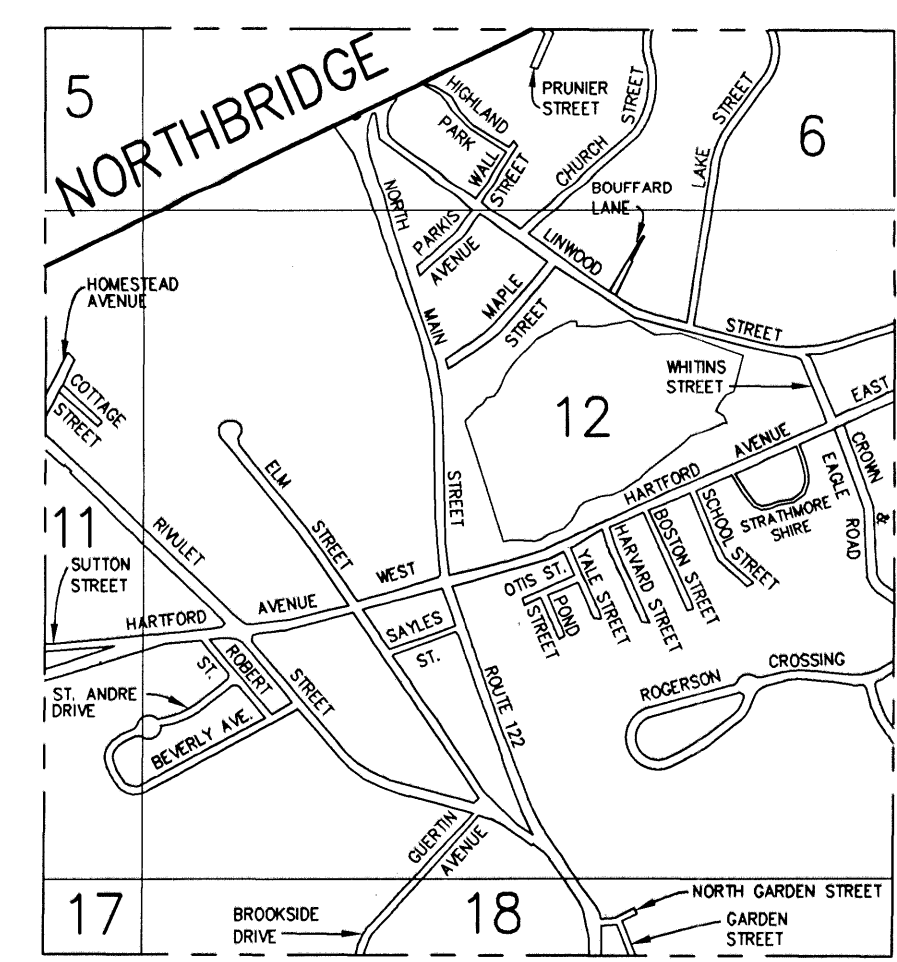 5
NORTHBRIDGE
HIGHLAND
PARK
WALL
STREET
PRUNIER
STREET
CHURCH
STREET
LAKE
STREET
6
BOUFFARD
LANE
NORTH
MAIN
STREET
PARKIS
AVENUE
LINWOOD
STREET
MAPLE
STREET
HOMESTEAD
AVENUE
COTTAGE
STREET
WHITINS
STREET
12
EAST
HARTFORD
AVENUE
CROWN
&
EAGLE
ROAD
STRATHMORE
SHIRE
SCHOOL STREET
BOSTON STREET
HARVARD STREET
YALE STREET
OTIS ST.
POND
STREET
ELM
STREET
11
RIVULET
STREET
SUTTON
STREET
HARTFORD
AVENUE
WEST
SAYLES
ST.
ROBERT
ST.
ST. ANDRE
DRIVE
BEVERLY AVE.
ROUTE 122
ROGERSON
CROSSING
GUERTIN
AVENUE
17
BROOKSIDE
DRIVE
18
NORTH GARDEN STREET
GARDEN
STREET